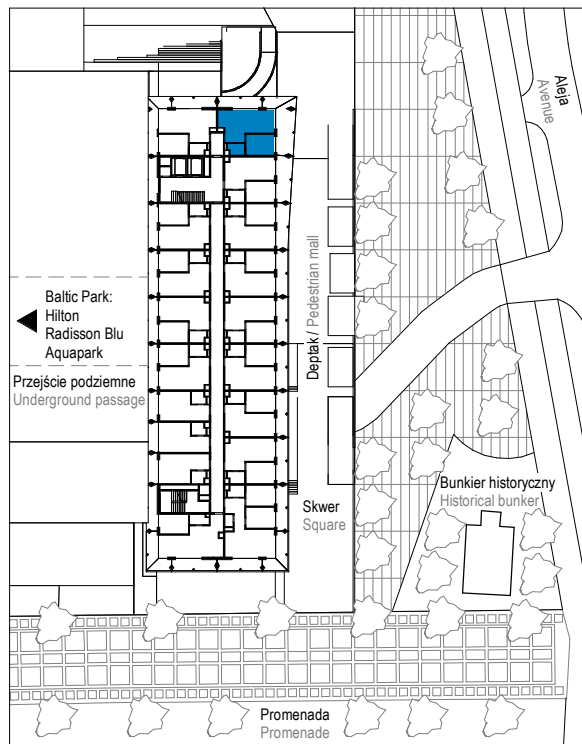 Aleja
Avenue
Baltic Park:
Hilton
Radisson Blu
Aquapark
Przejście podziemne
Underground passage
Deptak / Pedestrian mall
Skwer
Square
Bunkier historyczny
Historical bunker
Promenada
Promenade